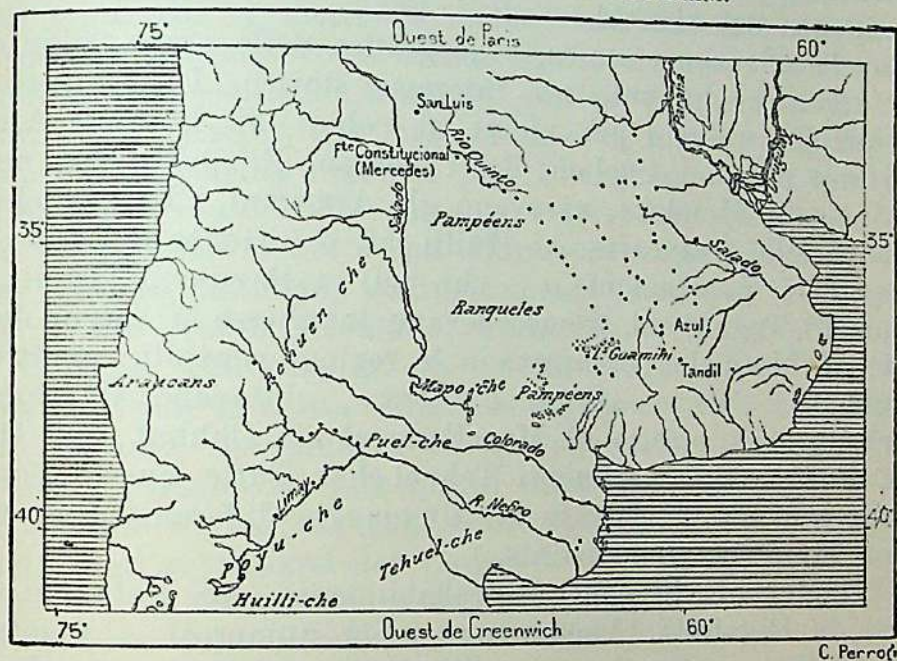 75°
Ouest de Paris
60°
San Luis
Rio Quinto
Parana
Uruguay
Fte Constitucional
(Mercedes)
Salado
Pampéens
35°
35°
Salado
Pehuen che
Ranqueles
Azul
L. Guamihi
Tandil
Araucans
Mapo che
Pampéens
Puel-che
Colorado
Limay
R. Negro
40°
40°
Poyu-che
Tehuel-che
Huilli-che
75°
Ouest de Greenwich
60°